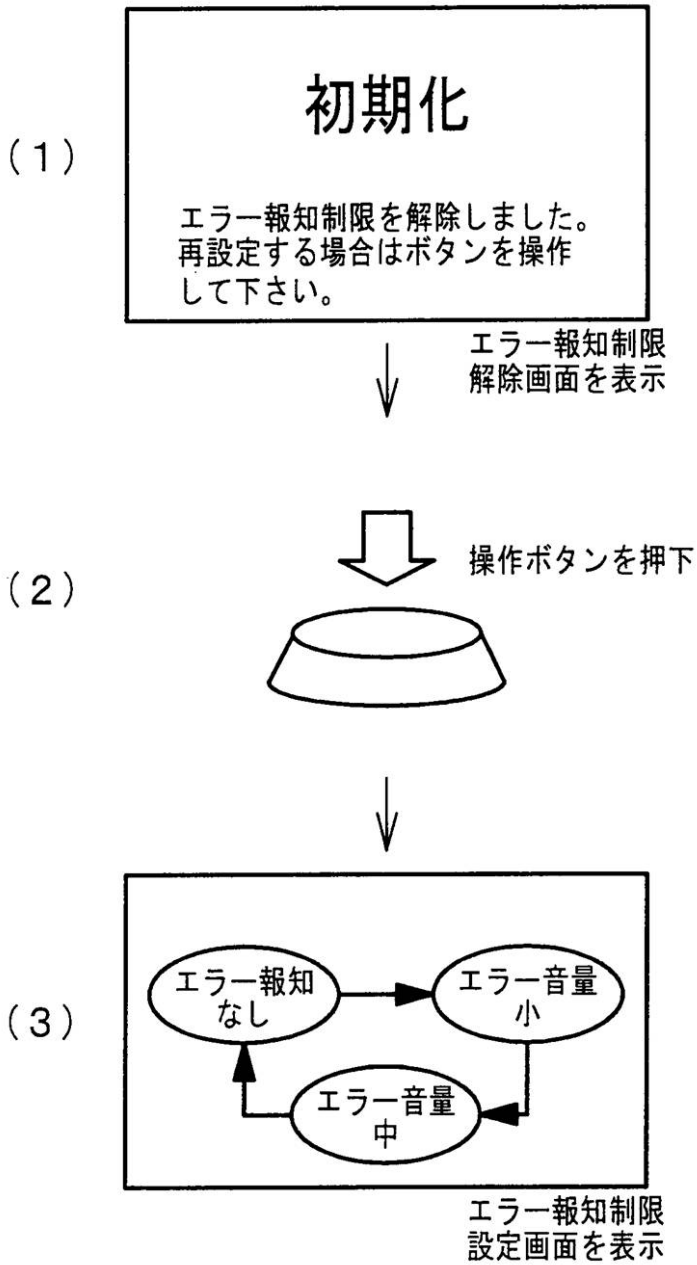 (1)
初期化
エラー報知制限を解除しました。
再設定する場合はボタンを操作
して下さい。
エラー報知制限
解除画面を表示
(2)
操作ボタンを押下
(3)
エラー報知
なし
エラー音量
小
エラー音量
中
エラー報知制限
設定画面を表示